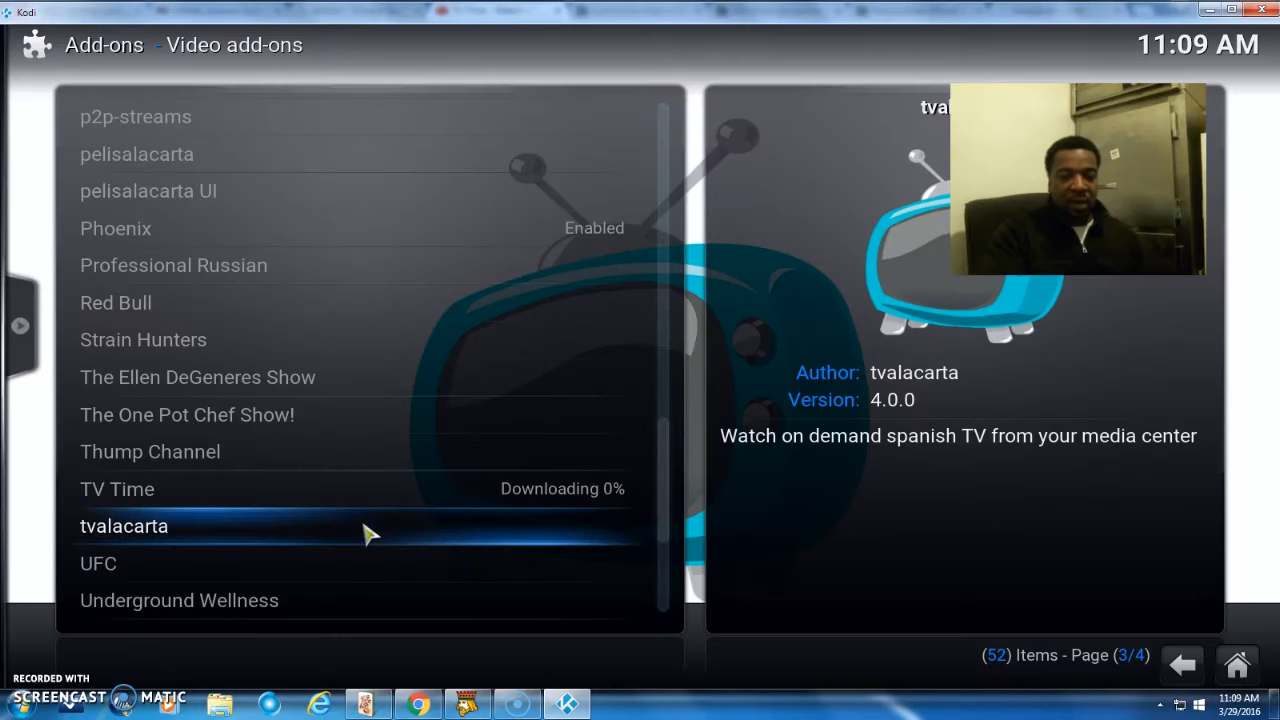 Kodi
Add-ons - Video add-ons
11:09 AM
p2p-streams
pelisalacarta
pelisalacarta UI
Phoenix Enabled
Professional Russian
Red Bull
Strain Hunters
The Ellen DeGeneres Show
The One Pot Chef Show!
Thump Channel
TV Time Downloading 0%
tvalacarta
UFC
Underground Wellness
tval
Author: tvalacarta
Version: 4.0.0
Watch on demand spanish TV from your media center
(52) Items - Page (3/4)
RECORDED WITH
SCREENCAST MATIC
11:09 AM
3/29/2016